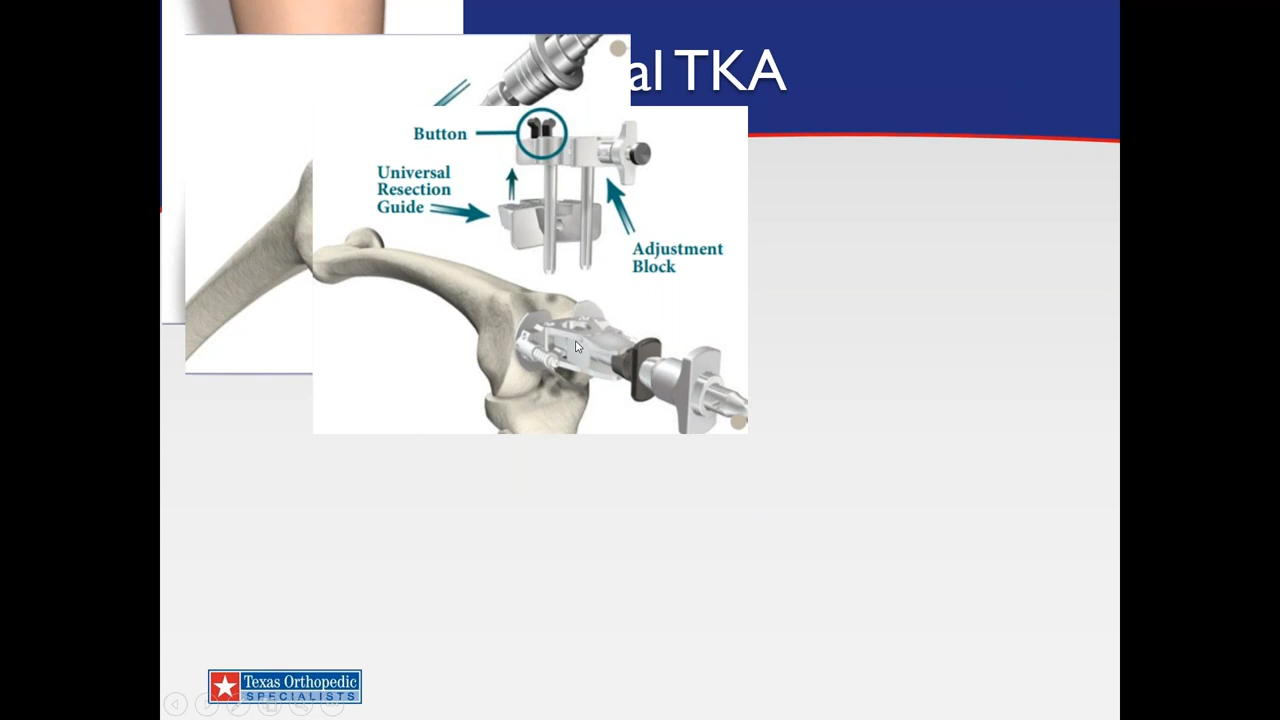 al TKA
Button
Universal
Resection
Guide
Adjustment
Block
Texas Orthopedic
SPECIALISTS